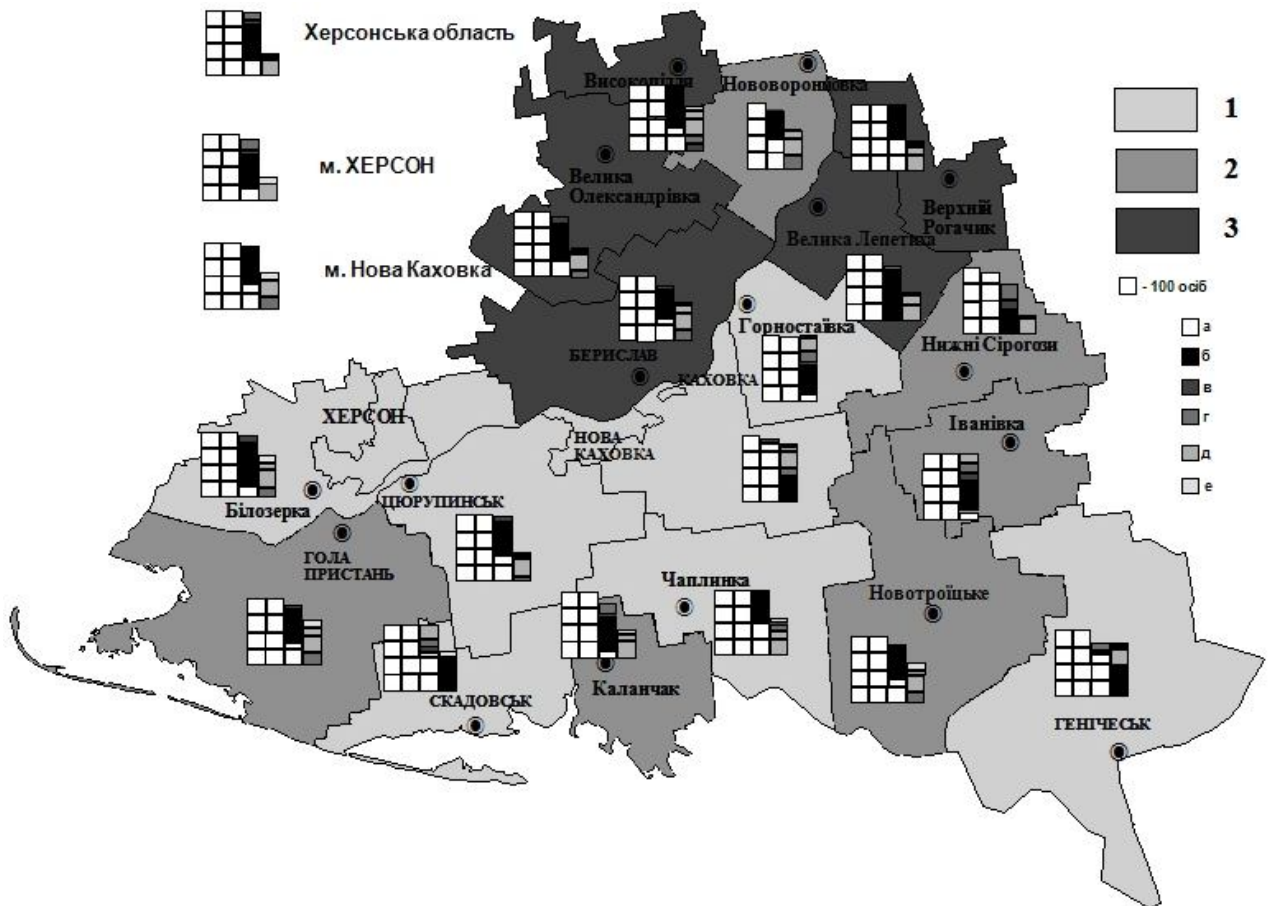 Херсонська область
м. ХЕРСОН
м. Нова Каховка
1
2
3
- 100 осіб
а
б
в
г
д
е
Високопілля
Нововоронцовка
Велика
Олександрівка
Верхній
Рогачик
Велика Лепетиха
Горностаївка
Нижні Сірогози
БЕРИСЛАВ
КАХОВКА
ХЕРСОН
НОВА
КАХОВКА
Іванівка
Білозерка
ЦЮРУПИНСЬК
ГОЛА
ПРИСТАНЬ
Чаплинка
Новотроїцьке
Каланчак
СКАДОВСЬК
ГЕНІЧЕСЬК